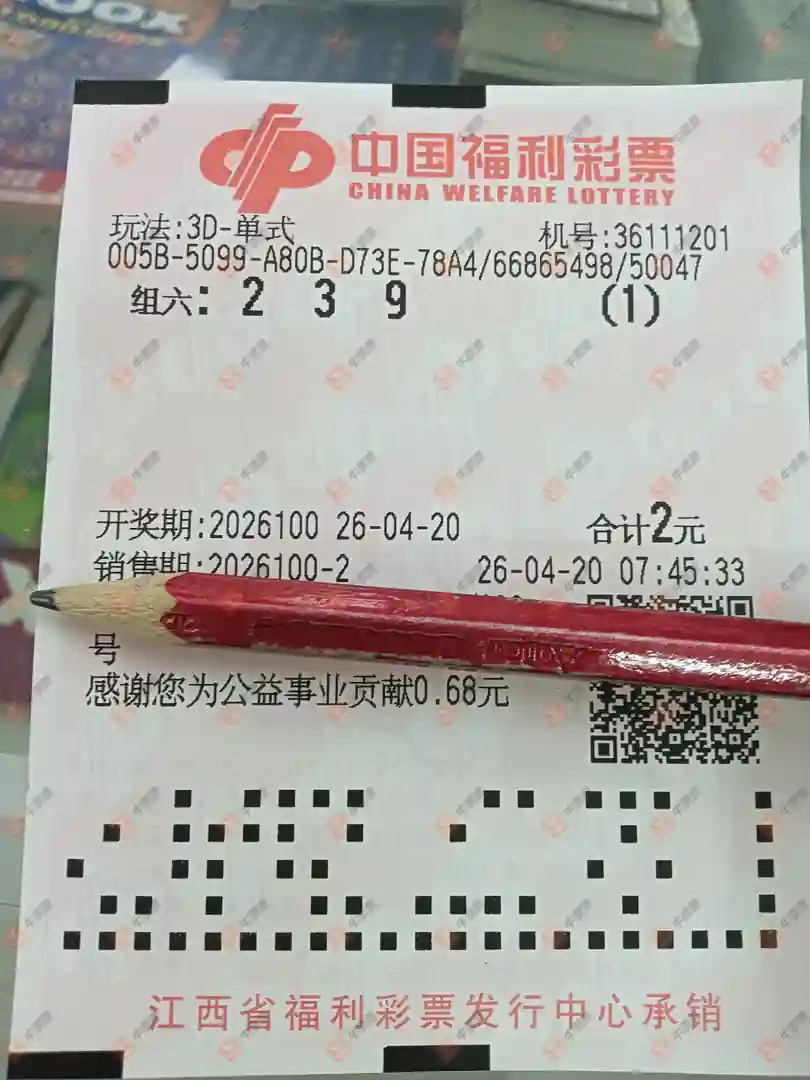 中国福利彩票
CHINA WELFARE LOTTERY
玩法:3D-单式 机号:36111201
005B-5099-A80B-D73E-78A4/66865498/50047
组六: 2 3 9 (1)
开奖期:2026100 26-04-20 合计2元
销售期:2026100-2 26-04-20 07:45:33
号
感谢您为公益事业贡献0.68元
江西省福利彩票发行中心承销